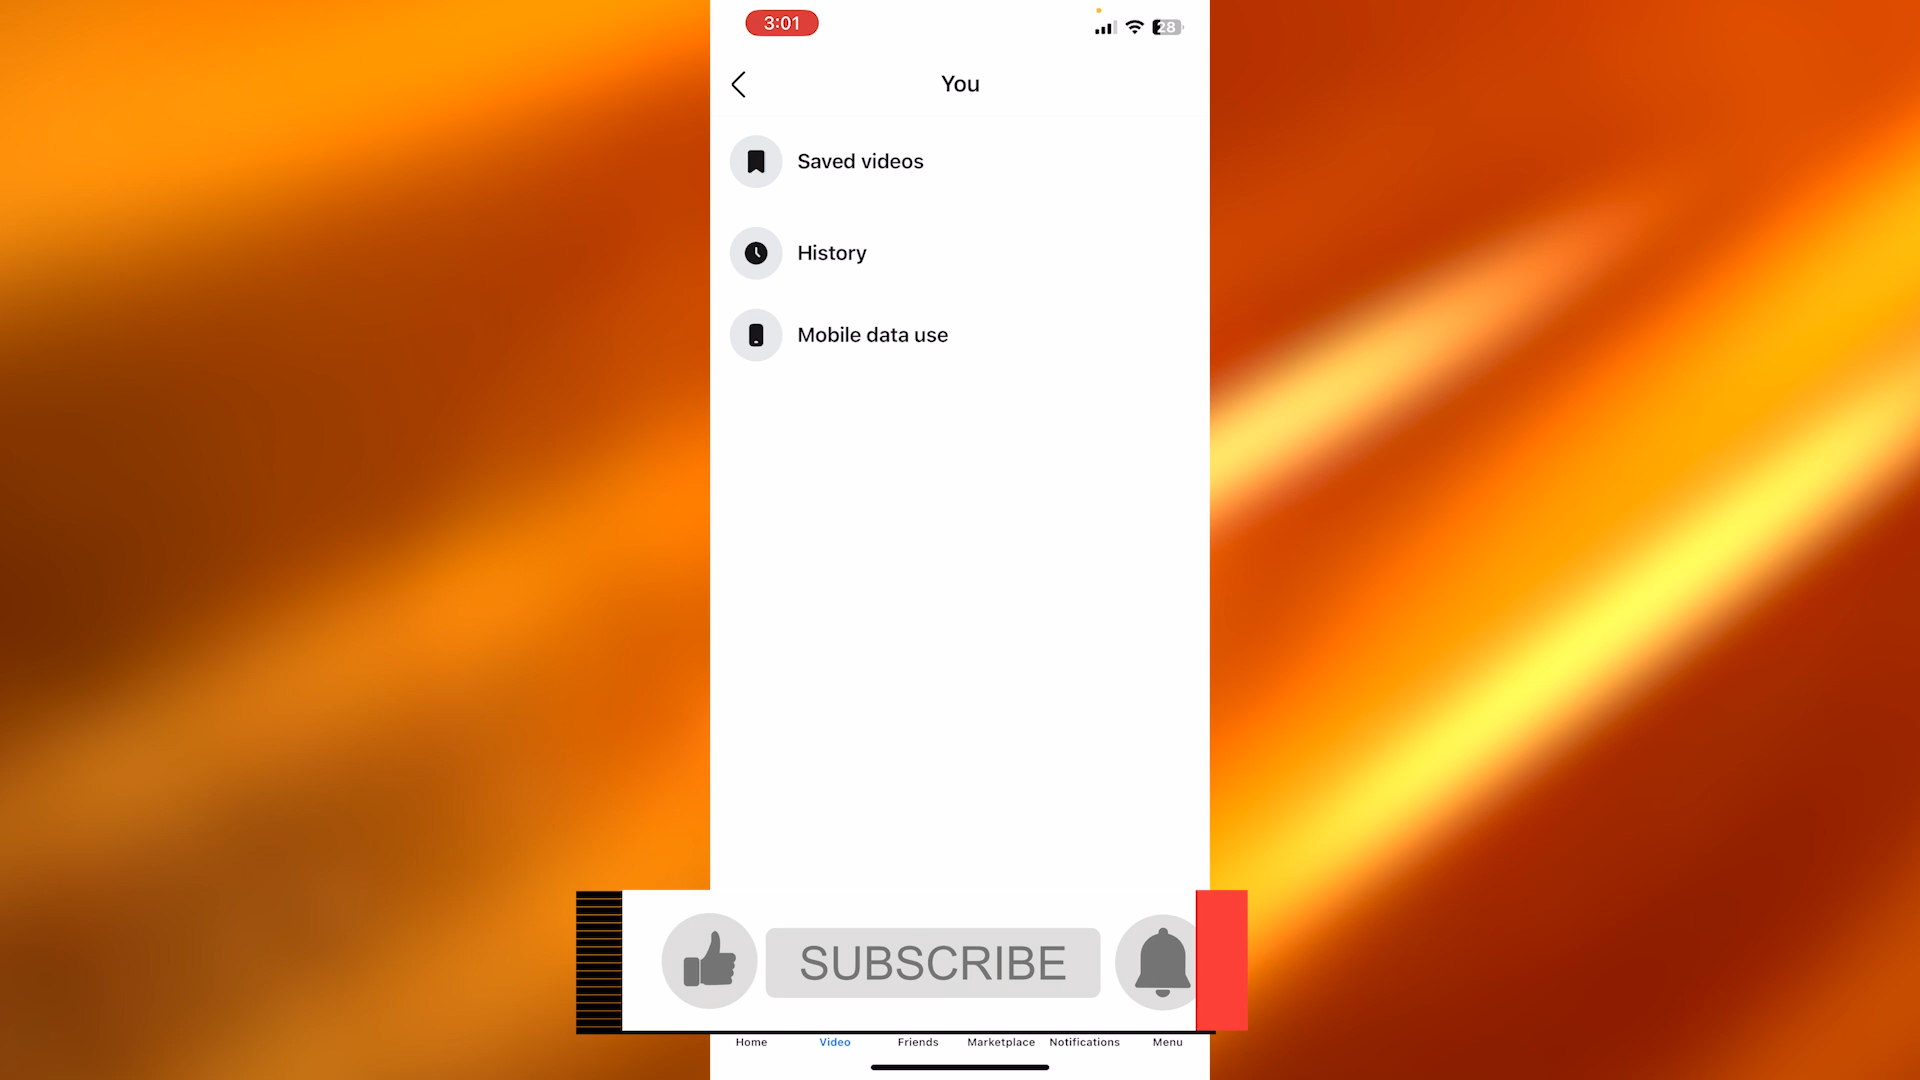 3:01
28
You
Saved videos
History
Mobile data use
SUBSCRIBE
Home Video Friends Marketplace Notifications Menu